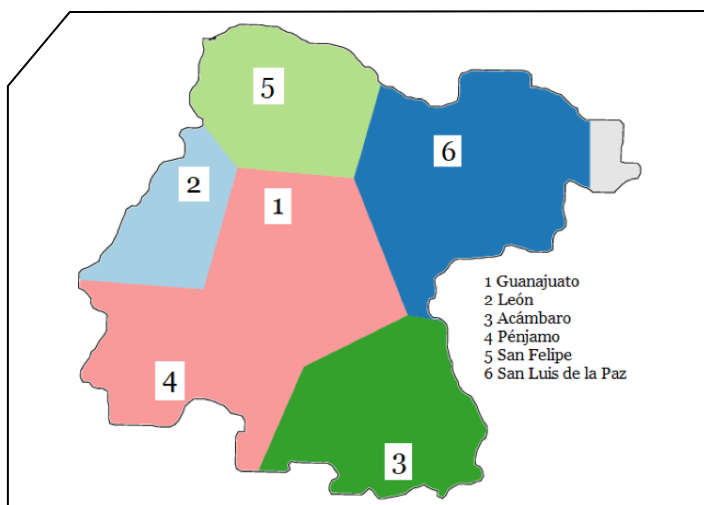 5
6
2
1
4
3
1 Guanajuato
2 León
3 Acámbaro
4 Pénjamo
5 San Felipe
6 San Luis de la Paz